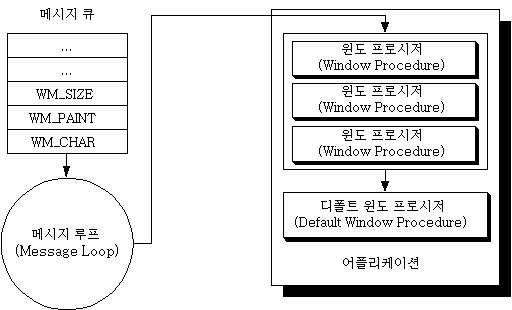 메시지 큐
...
...
WM_SIZE
WM_PAINT
WM_CHAR
메시지 루프
(Message Loop)
윈도 프로시저
(Window Procedure)
윈도 프로시저
(Window Procedure)
윈도 프로시저
(Window Procedure)
디폴트 윈도 프로시저
(Default Window Procedure)
어플리케이션